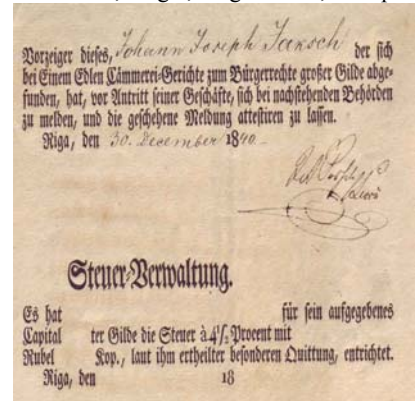 Vorzeiger dieses, Johann Joseph Jaksch der sich
bei Einem Edlen Cämmerei-Gerichte zum Bürgerrechte großer Gilde abge-
funden, hat, vor Antritt seiner Geschäfte, sich bei nachstehenden Behörden
zu melden, und die geschehene Meldung attestiren zu lassen.
Riga, den 30. December 1840.
Steuer-Verwaltung.
Es hat für sein aufgegebenes
Capital ter Gilde die Steuer à 4½ Procent mit
Rubel Kop., laut ihm ertheilter besonderen Quittung, entrichtet.
Riga, den 18